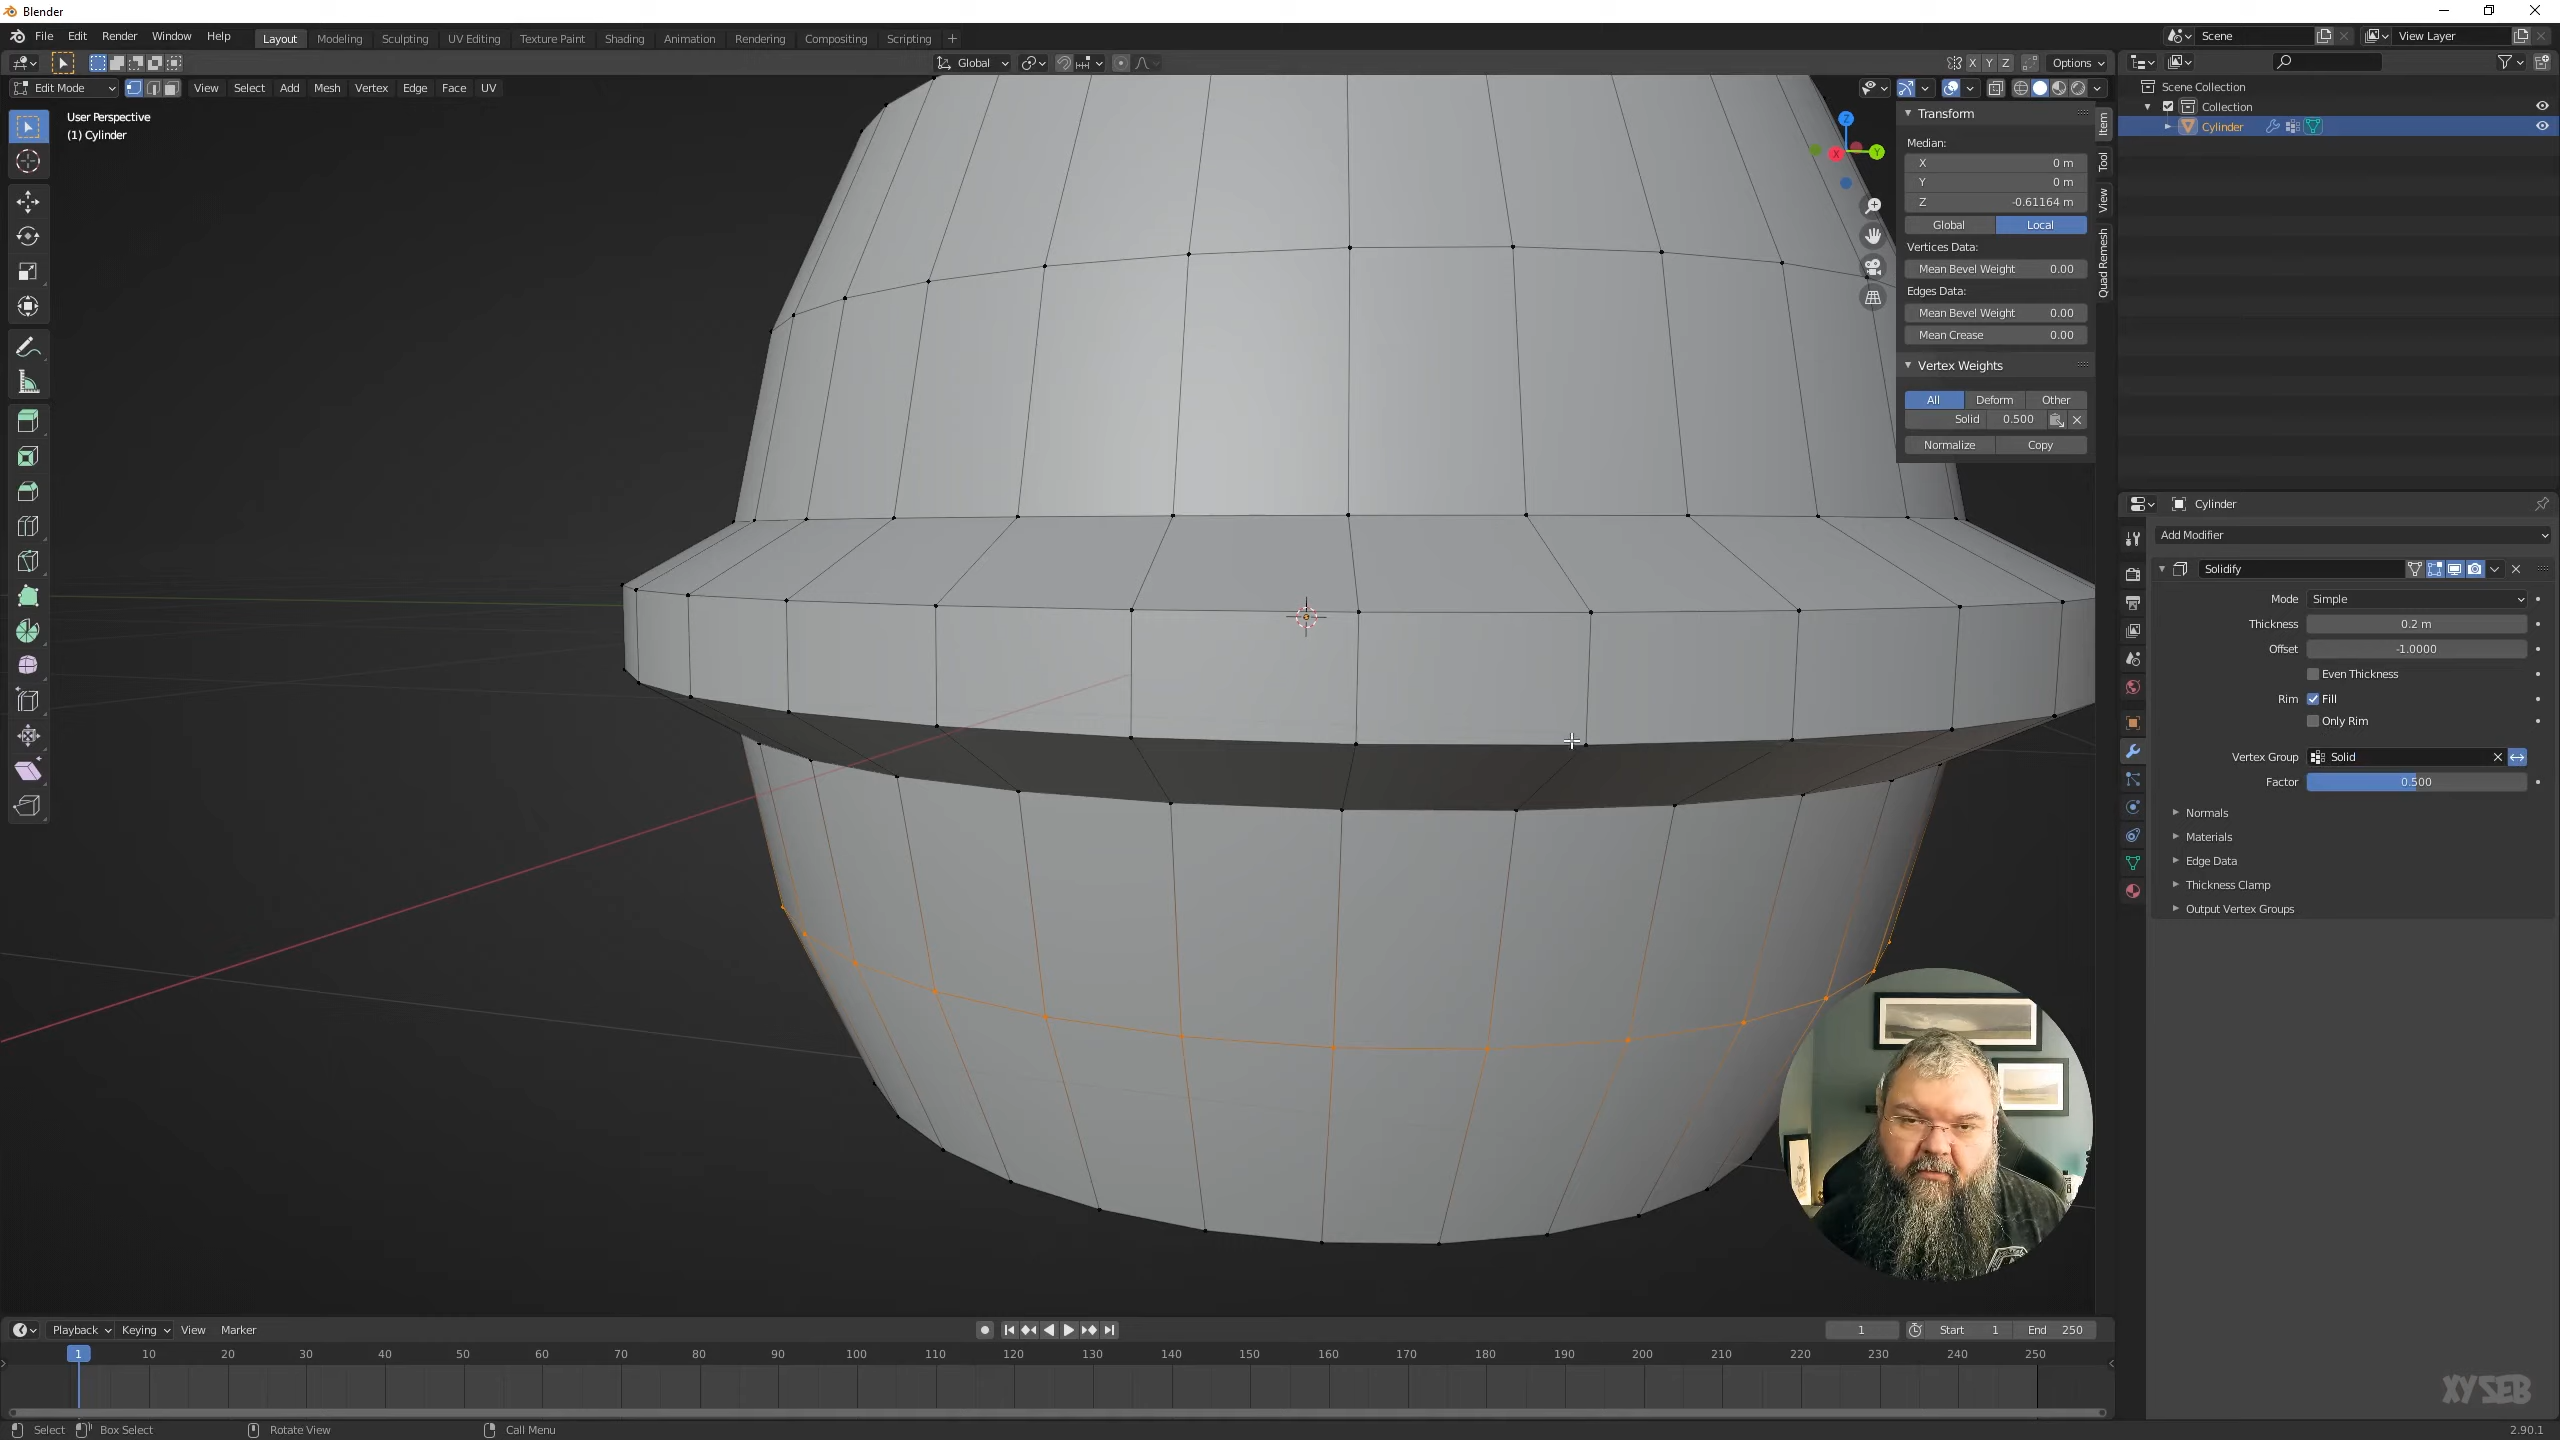 Blender
File Edit Render Window Help Layout Modeling Sculpting UV Editing Texture Paint Shading Animation Rendering Compositing Scripting + Scene View Layer
Global X Y Z Options
Edit Mode View Select Add Mesh Vertex Edge Face UV
User Perspective
(1) Cylinder
Scene Collection
Collection
Cylinder
Transform
Median:
X 0 m
Y 0 m
Z -0.61164 m
Global Local
Vertices Data:
Mean Bevel Weight 0.00
Edges Data:
Mean Bevel Weight 0.00
Mean Crease 0.00
Vertex Weights
All Deform Other
Solid 0.500
Normalize Copy
Item
Tool
View
Quad Remesh
Z
Y
X
Cylinder
Add Modifier
Solidify
Mode Simple
Thickness 0.2 m
Offset -1.0000
Even Thickness
Rim Fill
Only Rim
Vertex Group Solid
Factor 0.500
Normals
Materials
Edge Data
Thickness Clamp
Output Vertex Groups
Playback Keying View Marker 1 Start 1 End 250
1 10 20 30 40 50 60 70 80 90 100 110 120 130 140 150 160 170 180 190 200 210 220 230 240 250
XYSEB
Select Box Select Rotate View Call Menu 2.90.1